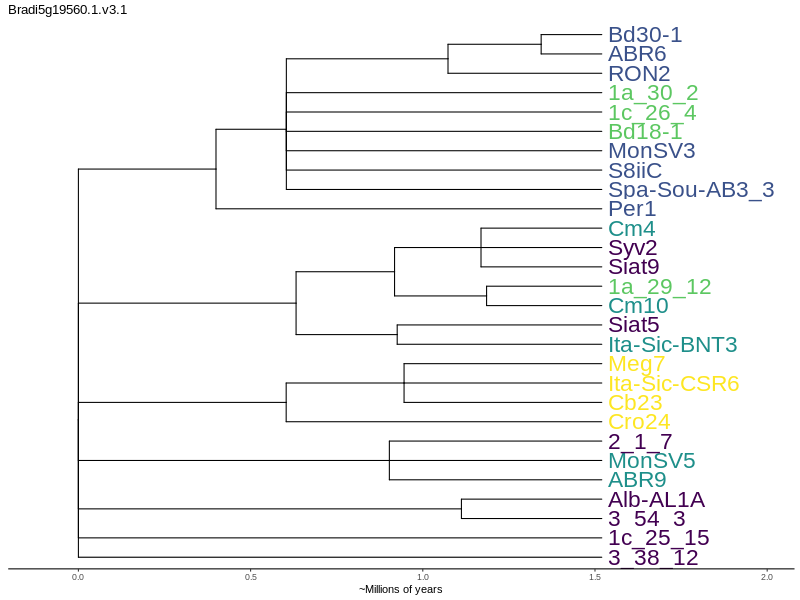 Bradi5g19560.1.v3.1
Bd30-1
ABR6
RON2
1a_30_2
1c_26_4
Bd18-1
MonSV3
S8iiC
Spa-Sou-AB3_3
Per1
Cm4
Syv2
Siat9
1a_29_12
Cm10
Siat5
Ita-Sic-BNT3
Meg7
Ita-Sic-CSR6
Cb23
Cro24
2_1_7
MonSV5
ABR9
Alb-AL1A
3_54_3
1c_25_15
3_38_12
0.0 0.5 1.0 1.5 2.0
~Millions of years